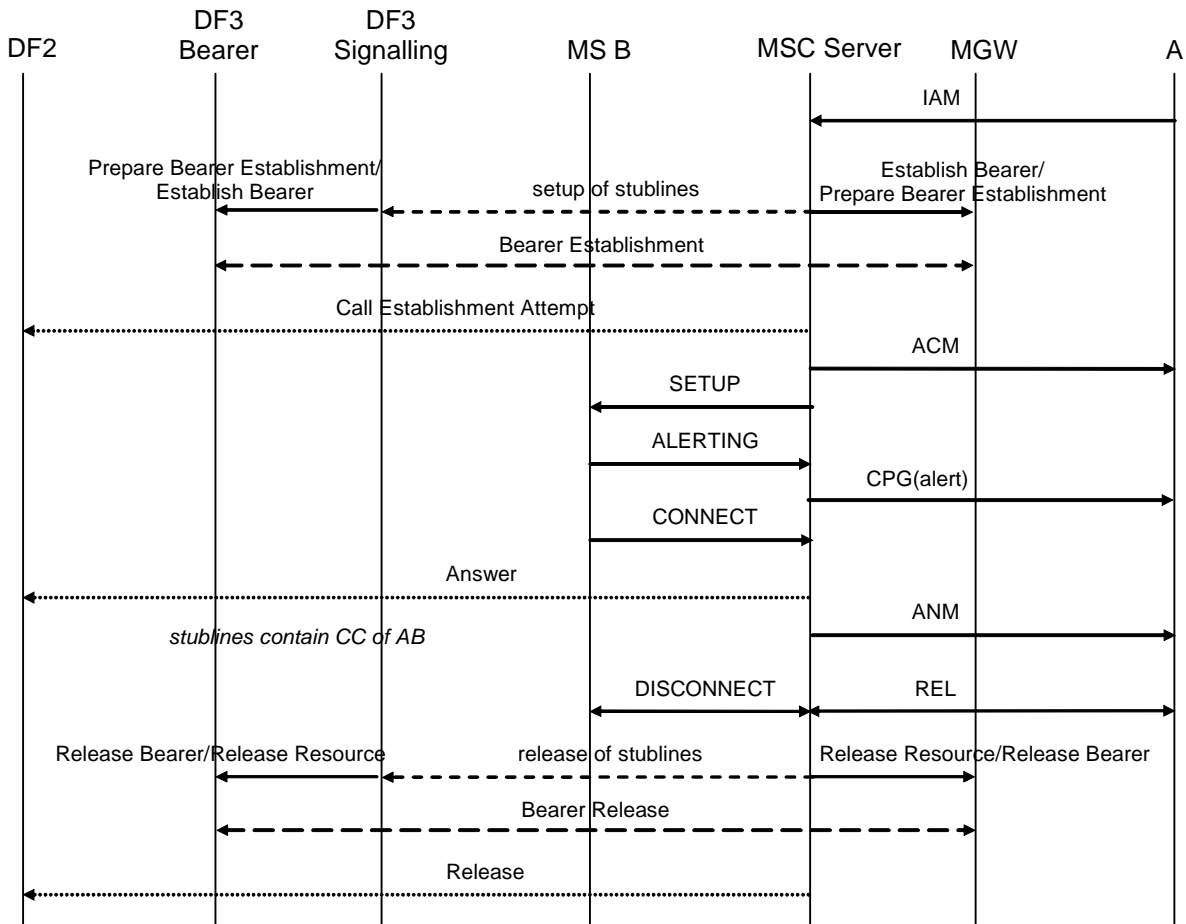 DF2
DF3
Bearer
DF3
Signalling
MS B
MSC Server
MGW
A
IAM
Prepare Bearer Establishment/
Establish Bearer
setup of stublines
Establish Bearer/
Prepare Bearer Establishment
Bearer Establishment
Call Establishment Attempt
ACM
SETUP
ALERTING
CPG(alert)
CONNECT
Answer
ANM
stublines contain CC of AB
DISCONNECT
REL
Release Bearer/Release Resource
release of stublines
Release Resource/Release Bearer
Bearer Release
Release